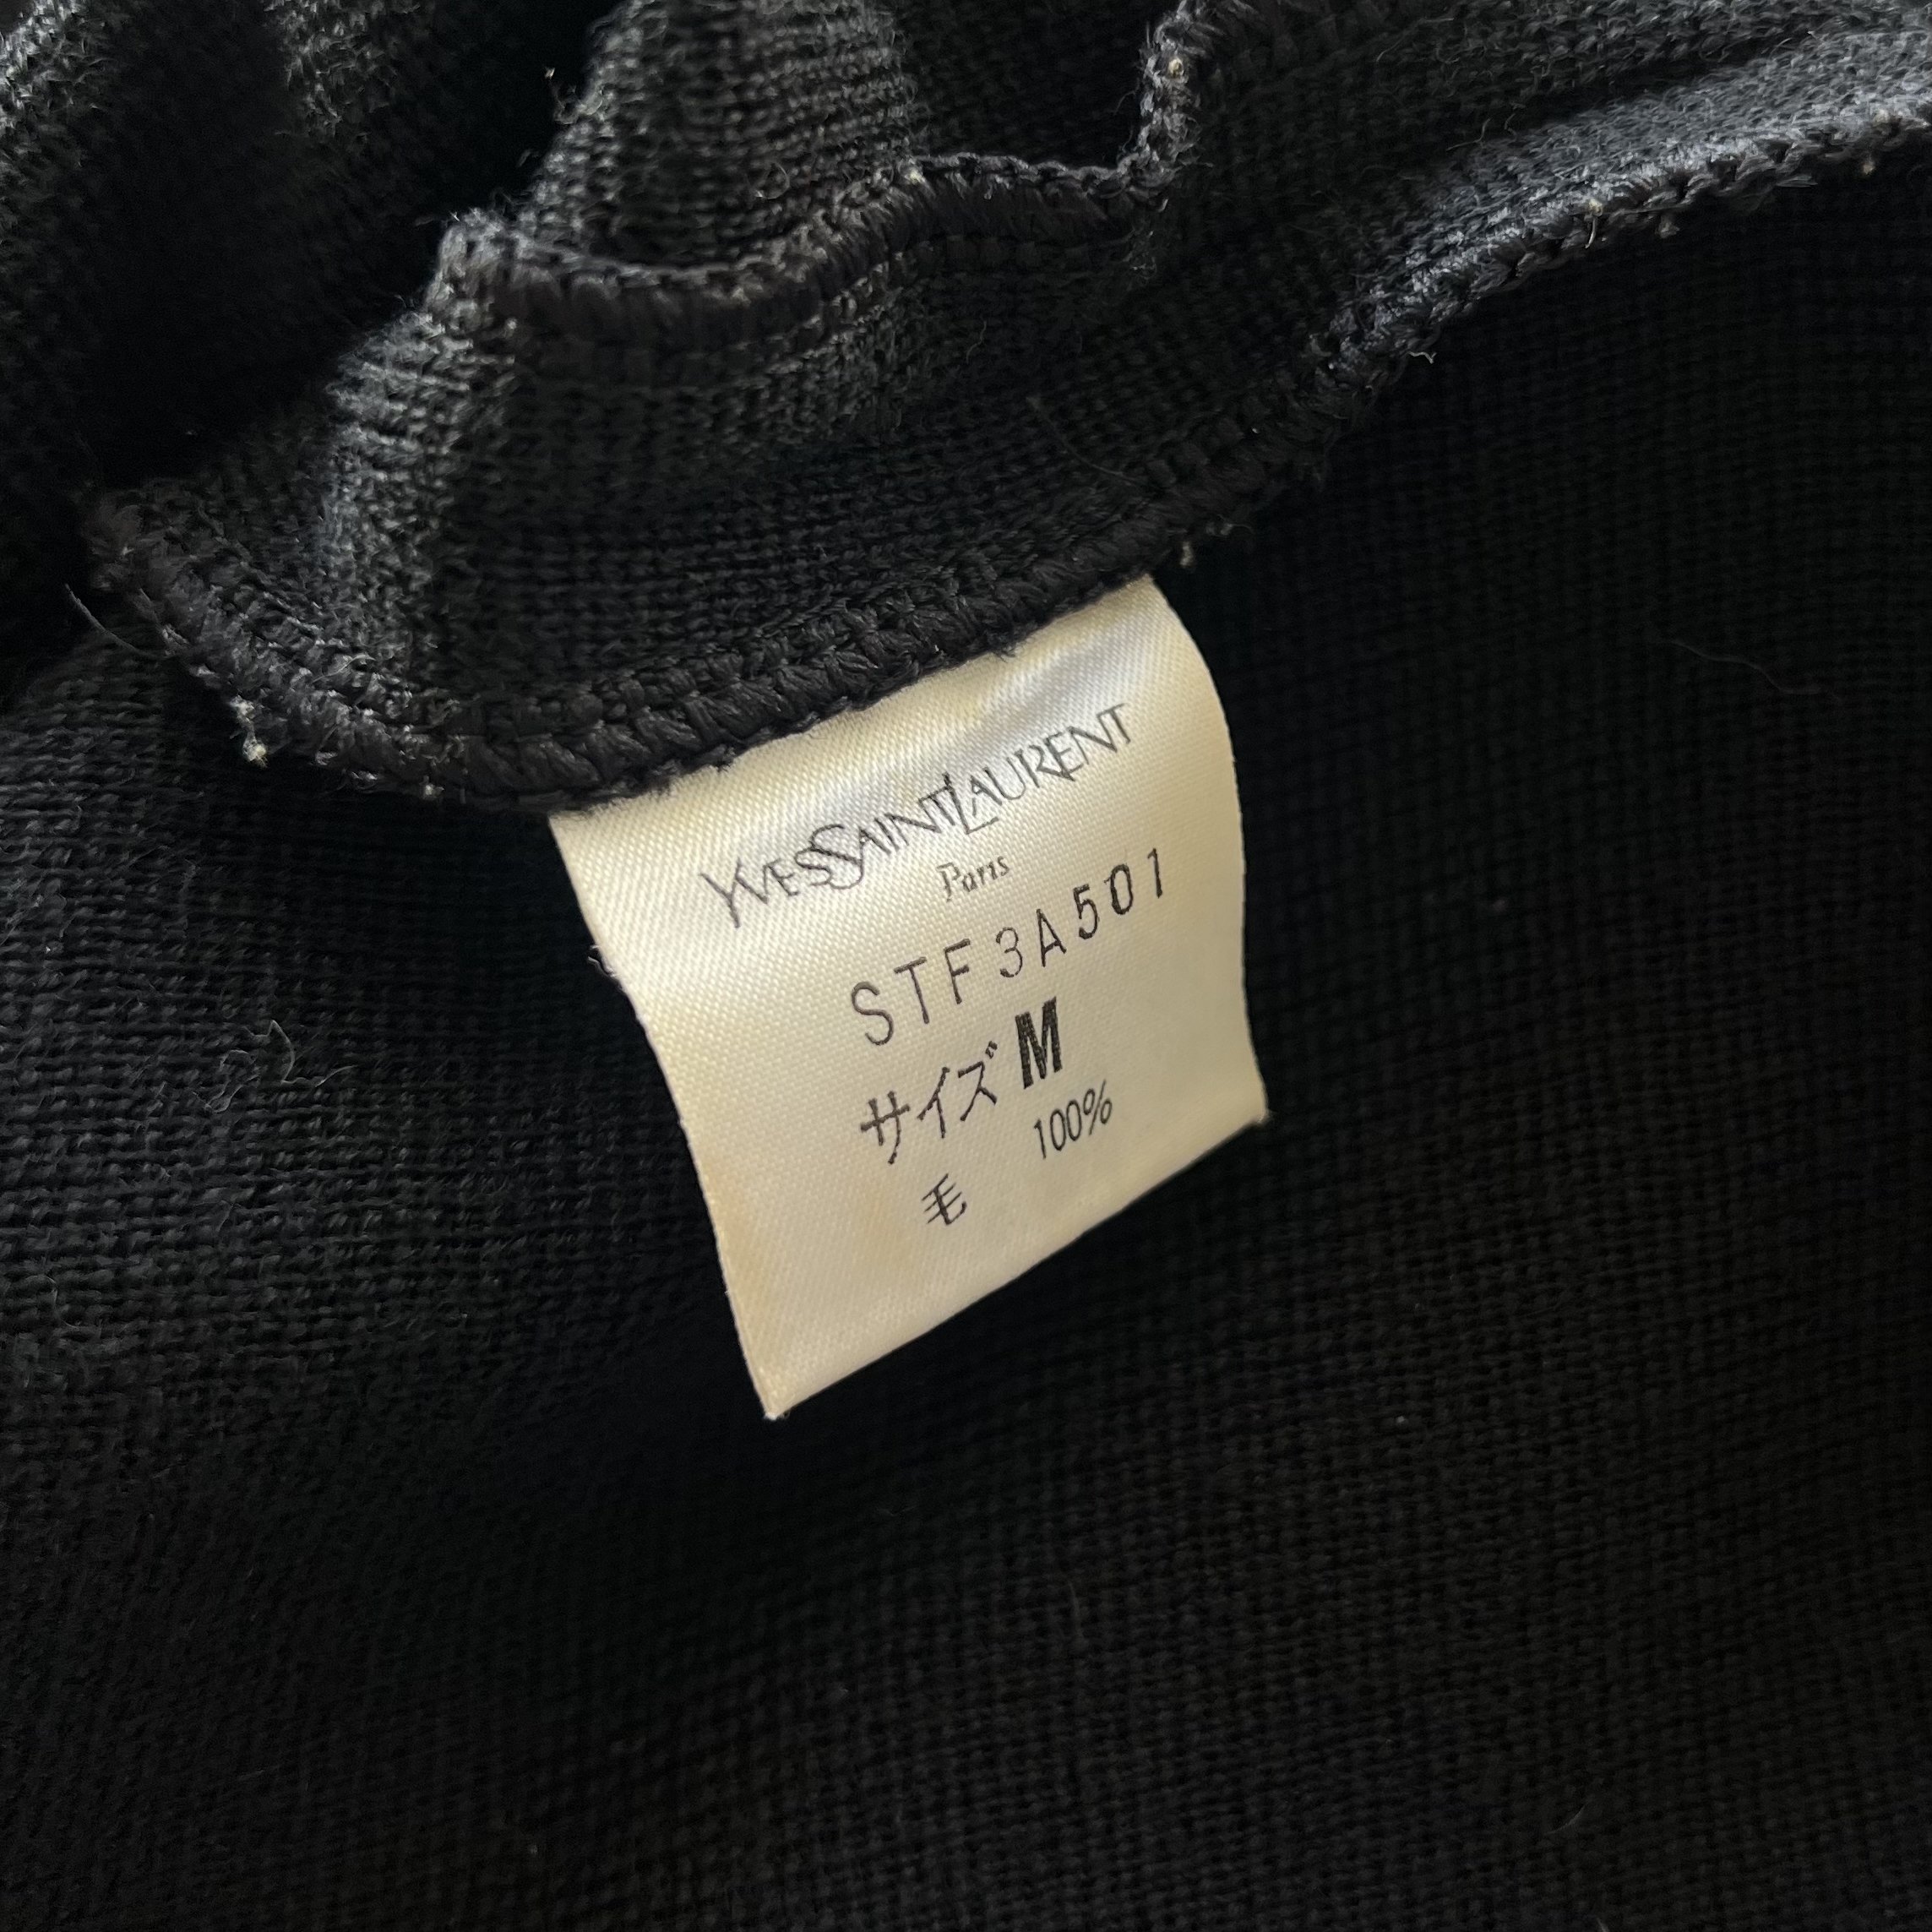 YVESSAINTLAURENT
Paris
STF3A501
サイズ M
毛 100%